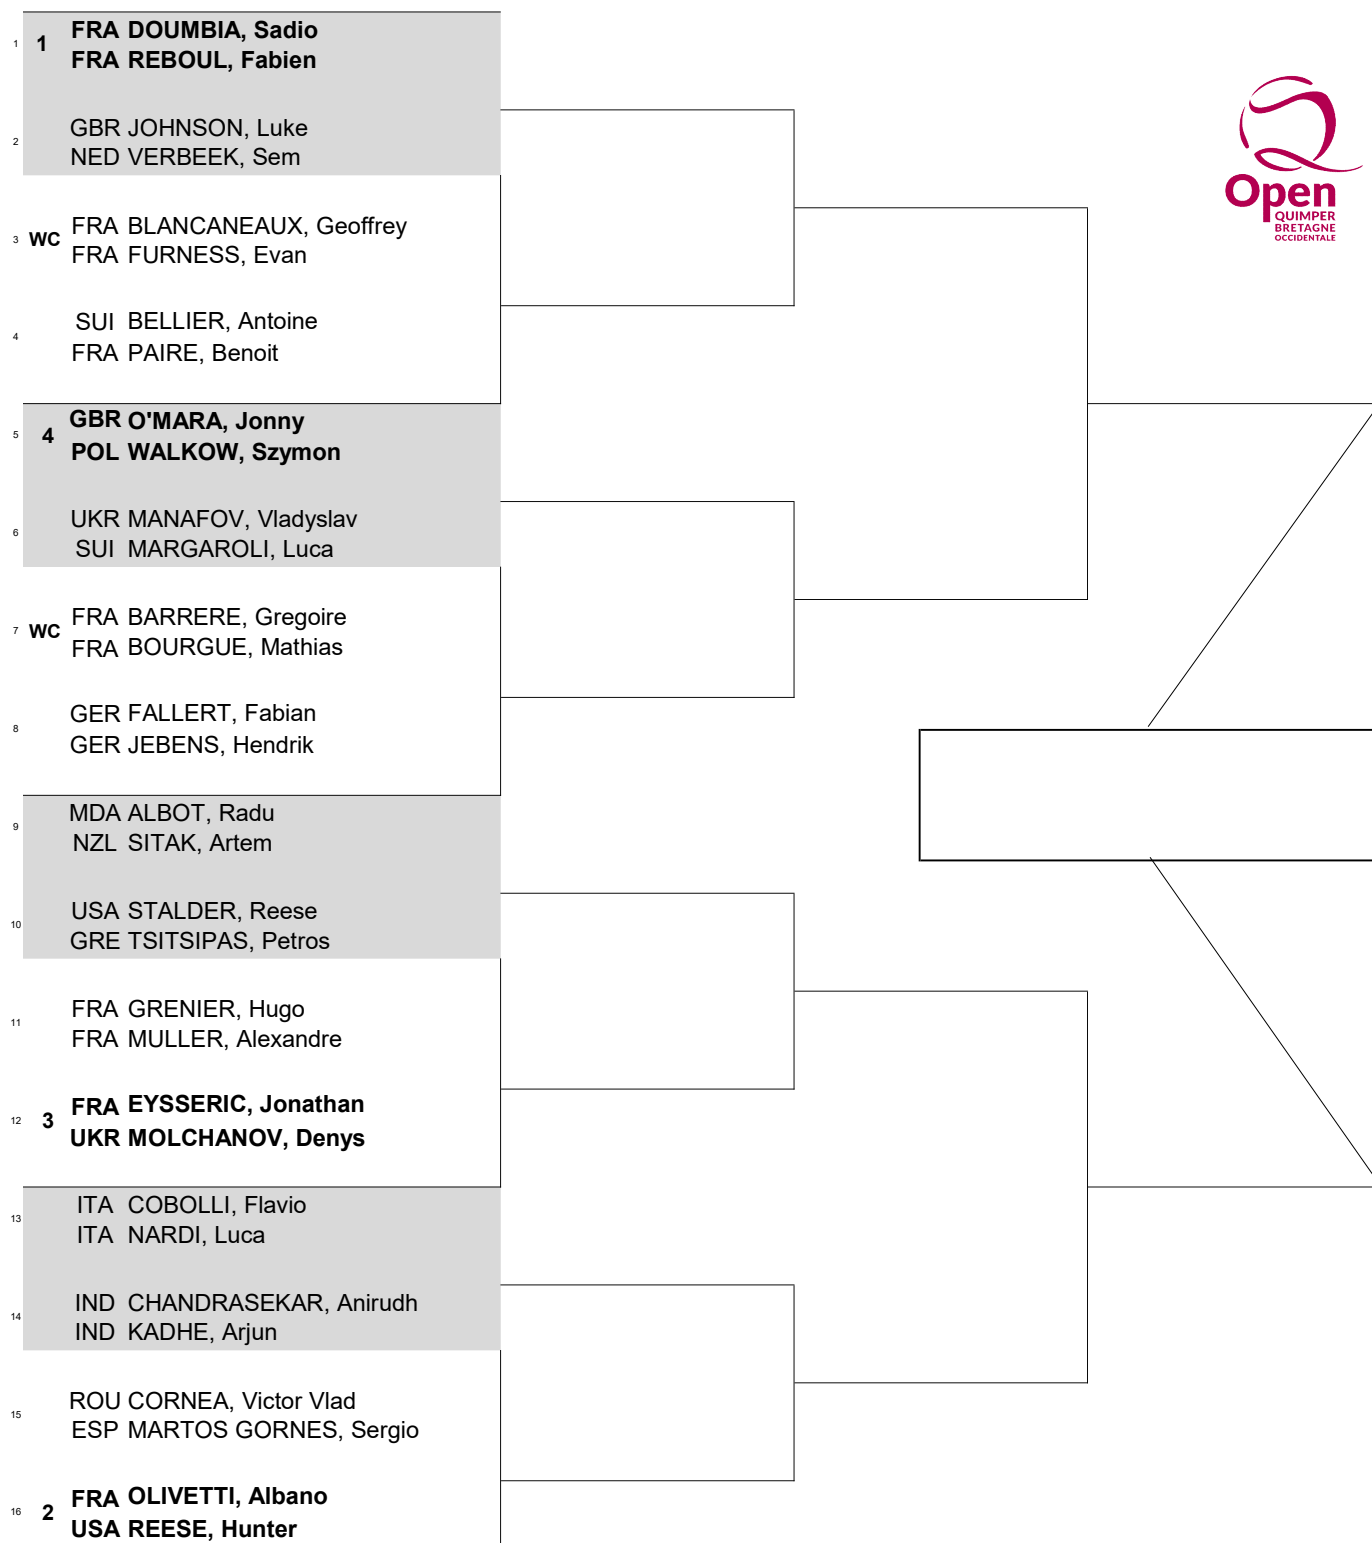 1 1 FRA DOUMBIA, Sadio
FRA REBOUL, Fabien
2 GBR JOHNSON, Luke
NED VERBEEK, Sem
3 WC FRA BLANCANEAUX, Geoffrey
FRA FURNESS, Evan
4 SUI BELLIER, Antoine
FRA PAIRE, Benoit
5 4 GBR O'MARA, Jonny
POL WALKOW, Szymon
6 UKR MANAFOV, Vladyslav
SUI MARGAROLI, Luca
7 WC FRA BARRERE, Gregoire
FRA BOURGUE, Mathias
8 GER FALLERT, Fabian
GER JEBENS, Hendrik
9 MDA ALBOT, Radu
NZL SITAK, Artem
10 USA STALDER, Reese
GRE TSITSIPAS, Petros
11 FRA GRENIER, Hugo
FRA MULLER, Alexandre
12 3 FRA EYSSERIC, Jonathan
UKR MOLCHANOV, Denys
13 ITA COBOLLI, Flavio
ITA NARDI, Luca
14 IND CHANDRASEKAR, Anirudh
IND KADHE, Arjun
15 ROU CORNEA, Victor Vlad
ESP MARTOS GORNES, Sergio
16 2 FRA OLIVETTI, Albano
USA REESE, Hunter
Open
QUIMPER
BRETAGNE
OCCIDENTALE